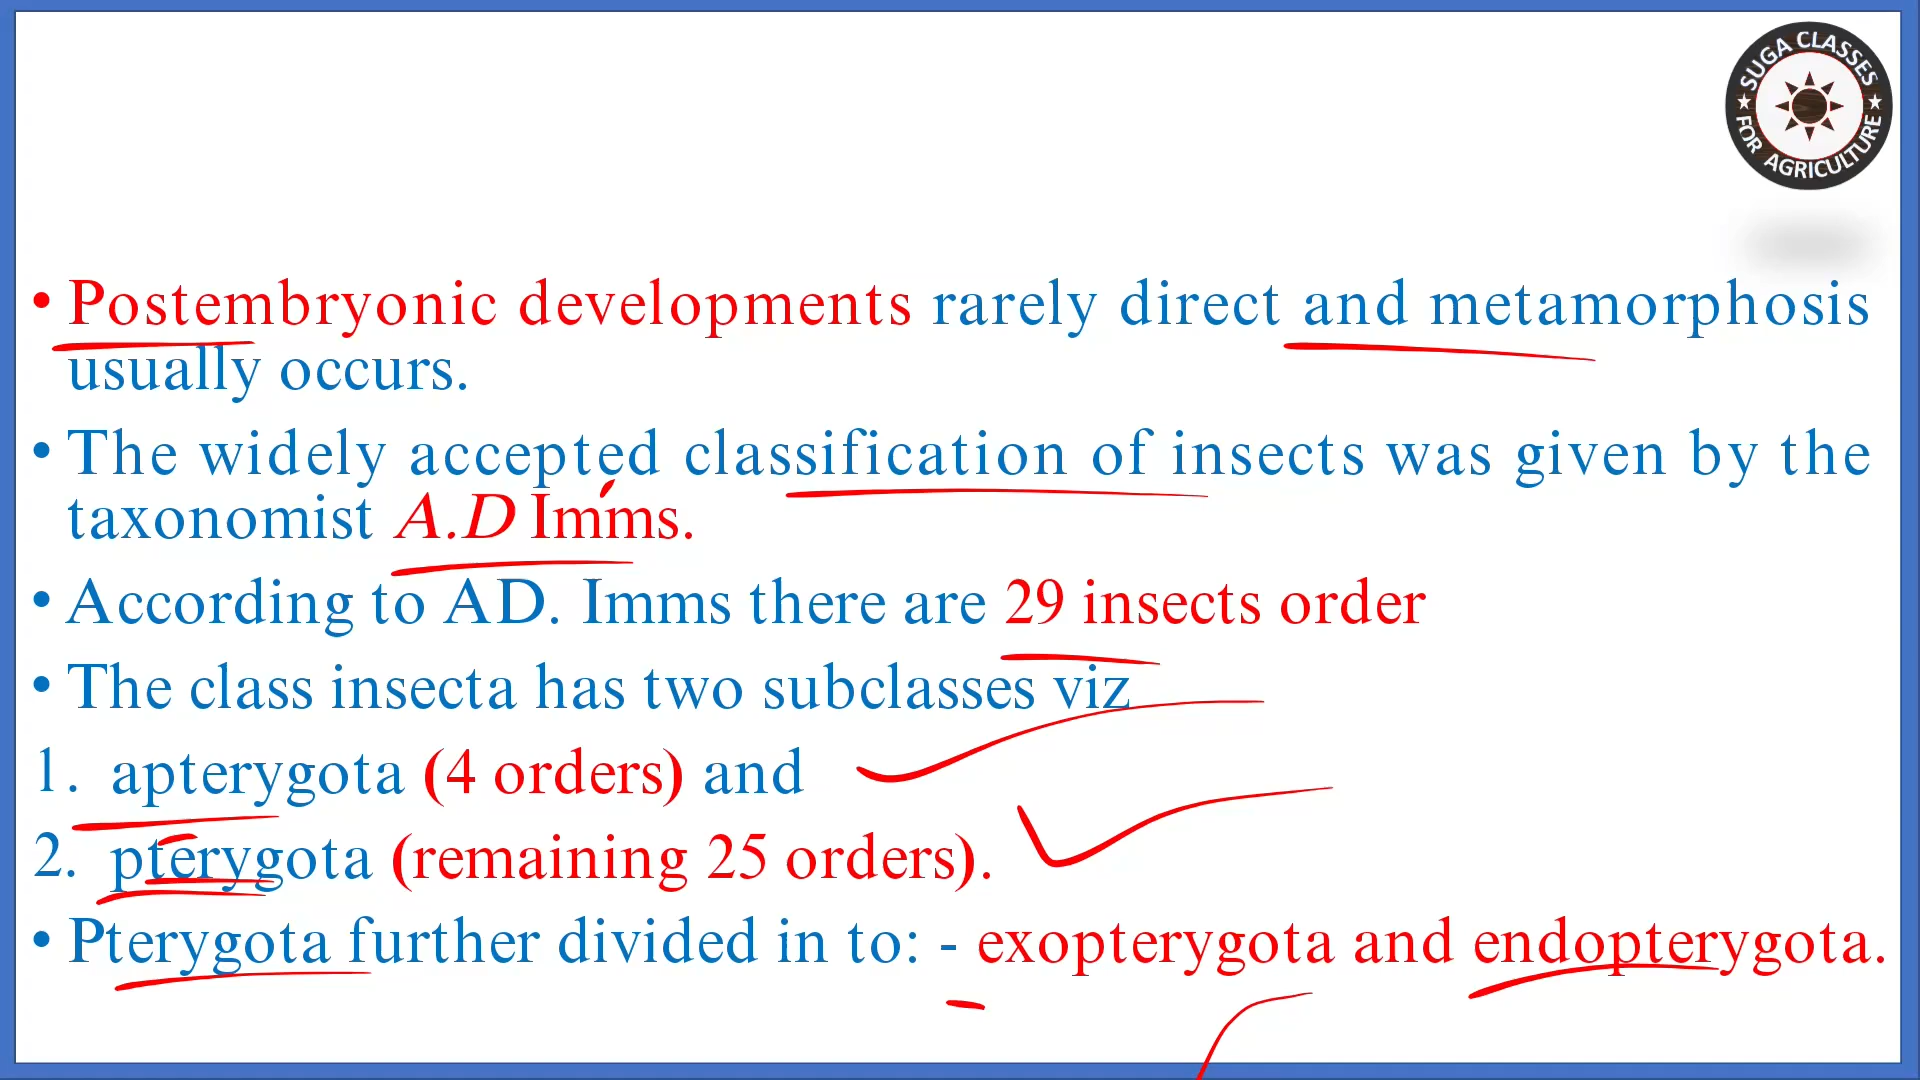 SUGA CLASSES
FOR AGRICULTURE
• Postembryonic developments rarely direct and metamorphosis
usually occurs.
• The widely accepted classification of insects was given by the
taxonomist A.D Imms.
• According to AD. Imms there are 29 insects order
• The class insecta has two subclasses viz
1. apterygota (4 orders) and
2. pterygota (remaining 25 orders).
• Pterygota further divided in to: - exopterygota and endopterygota.